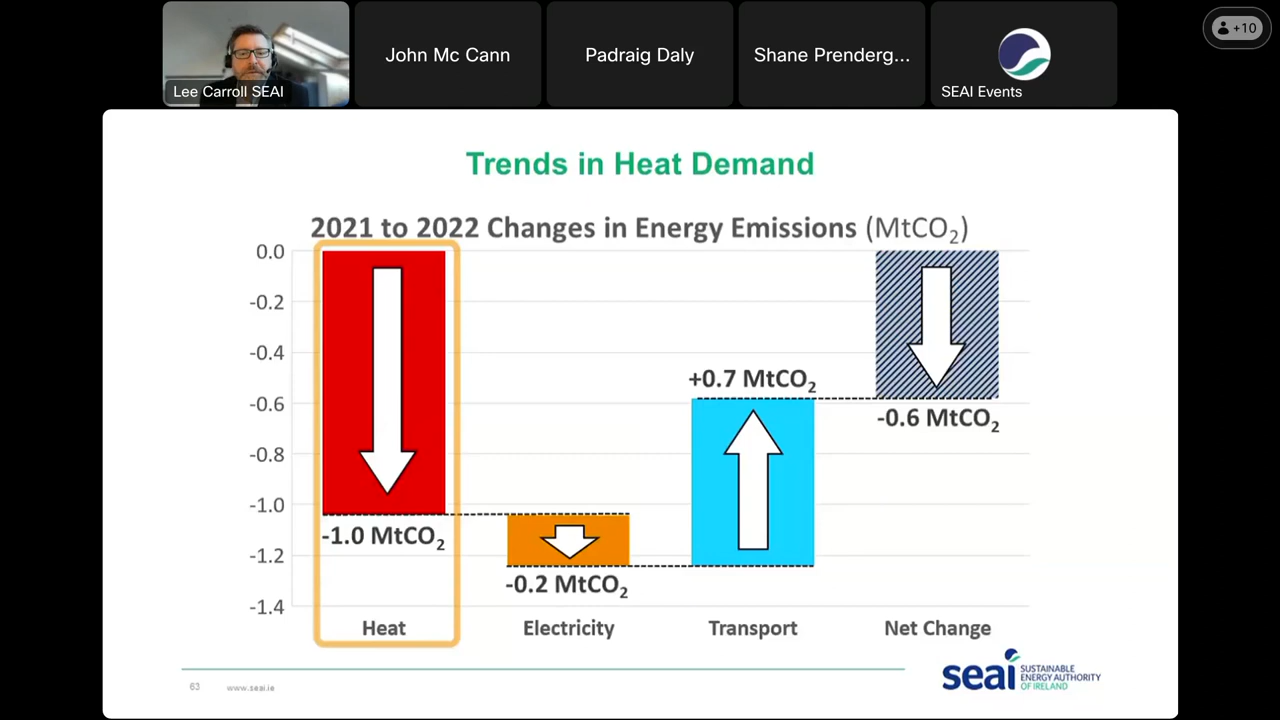 John Mc Cann
Padraig Daly
Shane Prenderg...
+10
Lee Carroll SEAI
SEAI Events
Trends in Heat Demand
2021 to 2022 Changes in Energy Emissions (MtCO₂)
0.0
-0.2
-0.4
-0.6
-0.8
-1.0
-1.2
-1.4
-1.0 MtCO₂
-0.2 MtCO₂
+0.7 MtCO₂
-0.6 MtCO₂
Heat
Electricity
Transport
Net Change
63
www.seai.ie
seai
SUSTAINABLE
ENERGY AUTHORITY
OF IRELAND